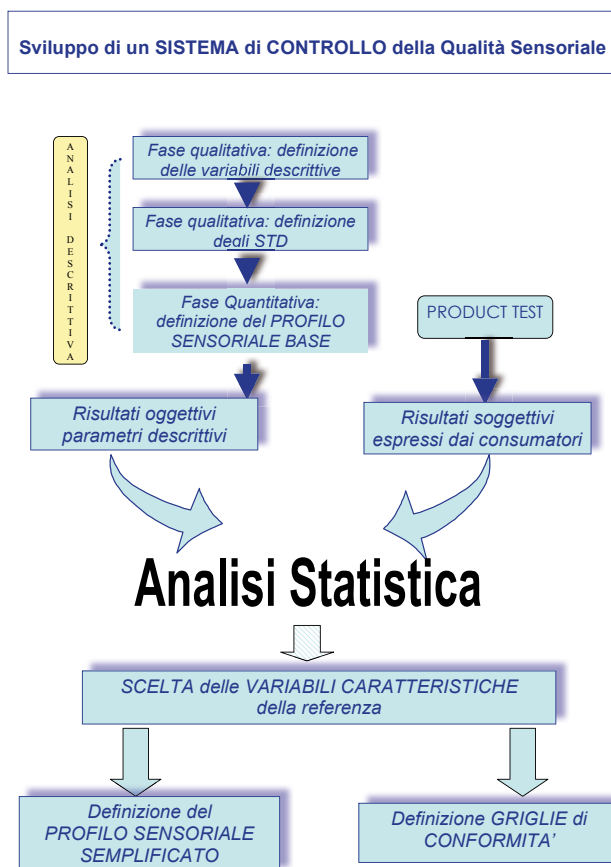 Sviluppo di un SISTEMA di CONTROLLO della Qualità Sensoriale
ANALISI DESCRITTIVA
Fase qualitativa: definizione
delle variabili descrittive
Fase qualitativa: definizione
degli STD
Fase Quantitativa:
definizione del PROFILO
SENSORIALE BASE
PRODUCT TEST
Risultati oggettivi
parametri descrittivi
Risultati soggettivi
espressi dai consumatori
Analisi Statistica
SCELTA delle VARIABILI CARATTERISTICHE
della referenza
Definizione del
PROFILO SENSORIALE
SEMPLIFICATO
Definizione GRIGLIE di
CONFORMITA'